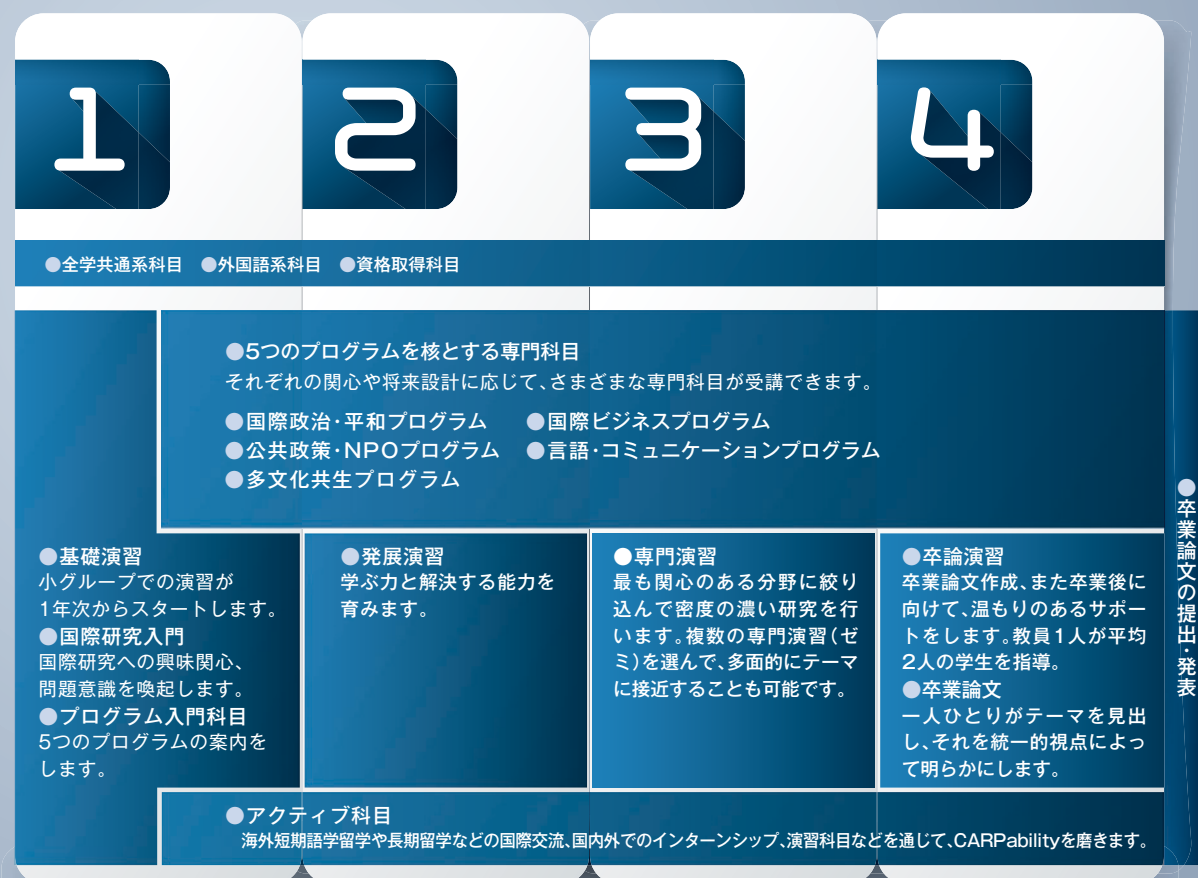 1
2
3
4
●全学共通系科目 ●外国語系科目 ●資格取得科目
●5つのプログラムを核とする専門科目
それぞれの関心や将来設計に応じて、さまざまな専門科目が受講できます。
●国際政治・平和プログラム ●国際ビジネスプログラム
●公共政策・NPOプログラム ●言語・コミュニケーションプログラム
●多文化共生プログラム
●基礎演習
小グループでの演習が
1年次からスタートします。
●国際研究入門
国際研究への興味関心、
問題意識を喚起します。
●プログラム入門科目
5つのプログラムの案内を
します。
●発展演習
学ぶ力と解決する能力を
育みます。
●専門演習
最も関心のある分野に絞り
込んで密度の濃い研究を行
います。複数の専門演習(ゼ
ミ)を選んで、多面的にテーマ
に接近することも可能です。
●卒論演習
卒業論文作成、また卒業後に
向けて、温もりのあるサポー
トをします。教員1人が平均
2人の学生を指導。
●卒業論文
一人ひとりがテーマを見出
し、それを統一的視点によっ
て明らかにします。
●アクティブ科目
海外短期語学留学や長期留学などの国際交流、国内外でのインターンシップ、演習科目などを通じて、CARPabilityを磨きます。
●卒業論文の提出・発表